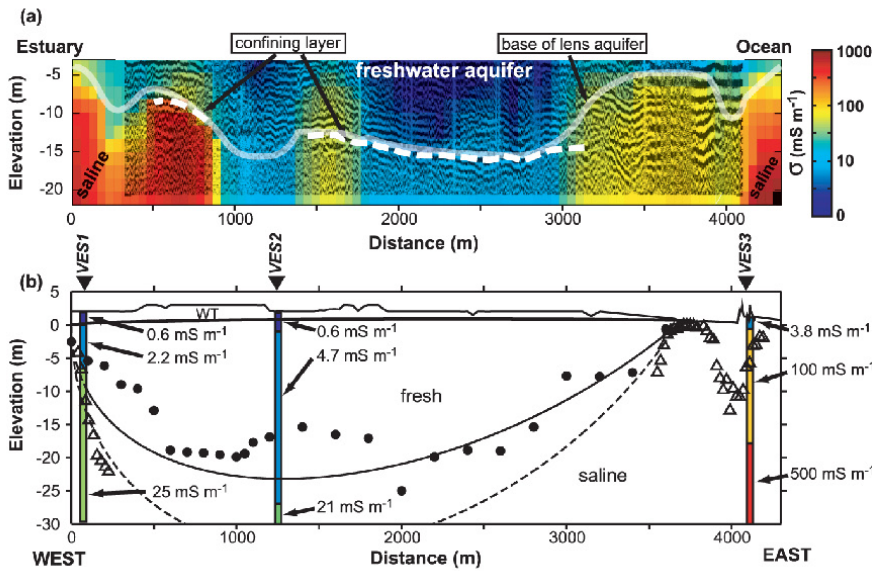 (a)
Estuary
confining layer
base of lens aquifer
Ocean
freshwater aquifer
-5
-10
-15
-20
Elevation (m)
saline
saline
1000
100
10
0
σ (mS m⁻¹)
0
500
1000
1500
2000
2500
3000
3500
4000
Distance (m)
VES1
VES2
VES3
(b)
5
0
-5
-10
-15
-20
-25
-30
Elevation (m)
WT
0.6 mS m⁻¹
2.2 mS m⁻¹
25 mS m⁻¹
0.6 mS m⁻¹
4.7 mS m⁻¹
21 mS m⁻¹
fresh
saline
3.8 mS m⁻¹
100 mS m⁻¹
500 mS m⁻¹
0
1000
2000
3000
4000
WEST
Distance (m)
EAST